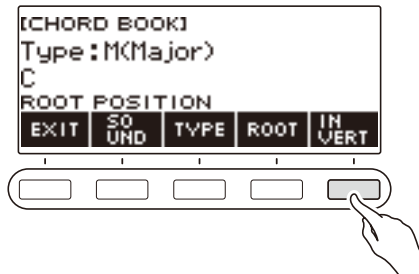 [CHORD BOOK]
Type:M(Major)
C
ROOT POSITION
EXIT SO UND TYPE ROOT IN VERT